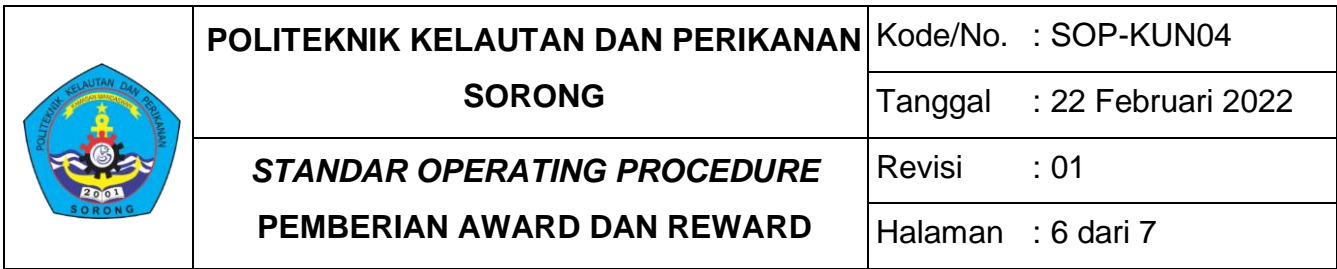 POLITEKNIK KELAUTAN DAN PERIKANAN
SORONG
STANDAR OPERATING PROCEDURE
PEMBERIAN AWARD DAN REWARD
Kode/No. : SOP-KUN04
Tanggal : 22 Februari 2022
Revisi : 01
Halaman : 6 dari 7
POLITEKNIK KELAUTAN DAN PERIKANAN
2001
SORONG